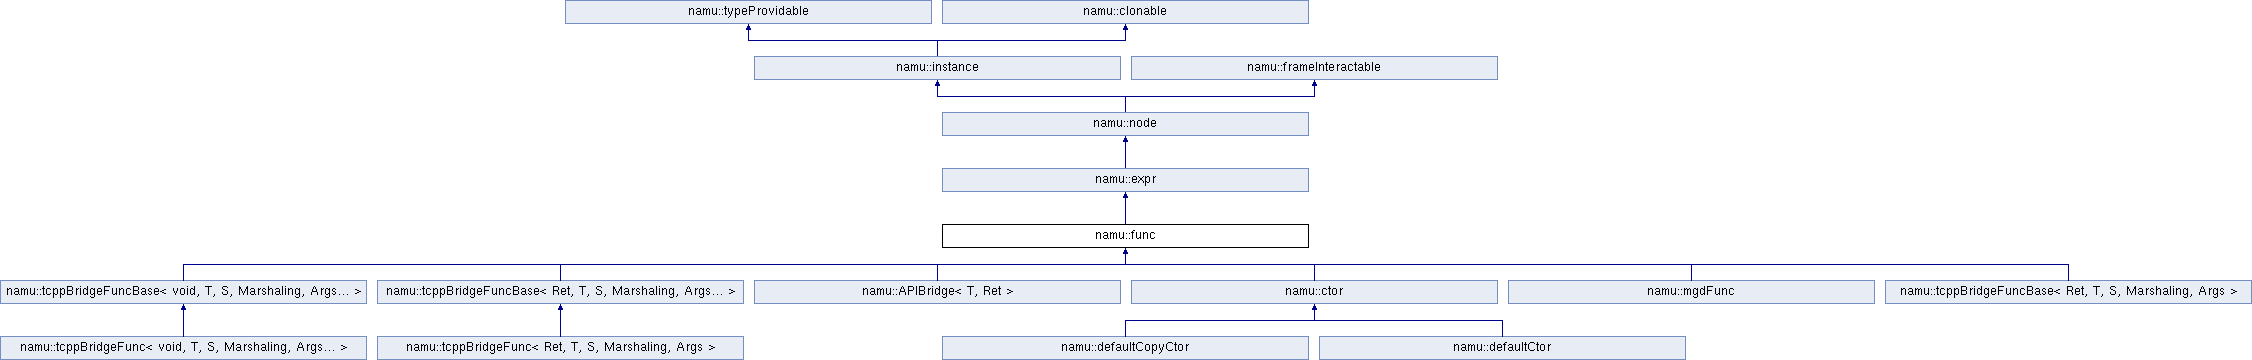 namu::typeProvidable
namu::clonable
namu::instance
namu::frameInteractable
namu::node
namu::expr
namu::func
namu::tcppBridgeFuncBase< void, T, S, Marshaling, Args... >
namu::tcppBridgeFuncBase< Ret, T, S, Marshaling, Args... >
namu::APIBridge< T, Ret >
namu::ctor
namu::mgdFunc
namu::tcppBridgeFuncBase< Ret, T, S, Marshaling, Args >
namu::tcppBridgeFunc< void, T, S, Marshaling, Args... >
namu::tcppBridgeFunc< Ret, T, S, Marshaling, Args >
namu::defaultCopyCtor
namu::defaultCtor